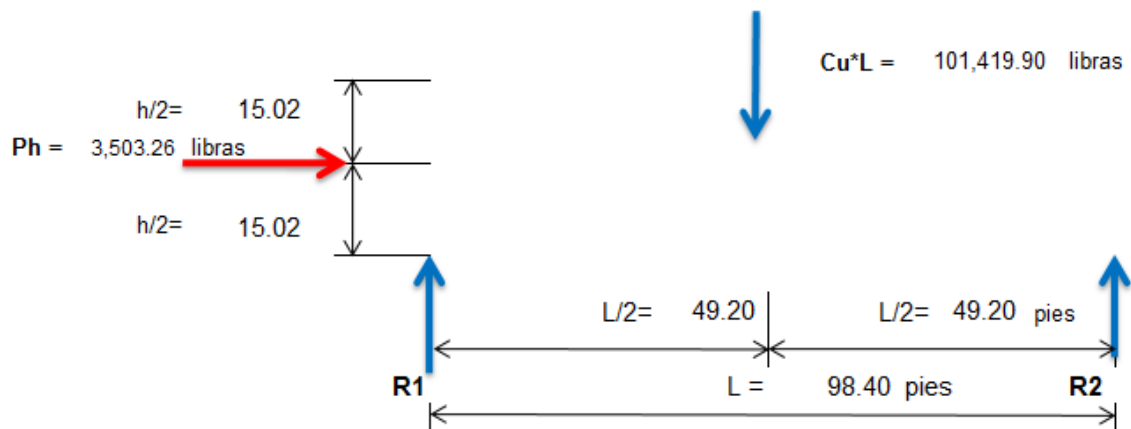 Cu*L = 101,419.90 libras
h/2= 15.02
Ph = 3,503.26 libras
h/2= 15.02
L/2= 49.20 L/2= 49.20 pies
R1 L = 98.40 pies R2